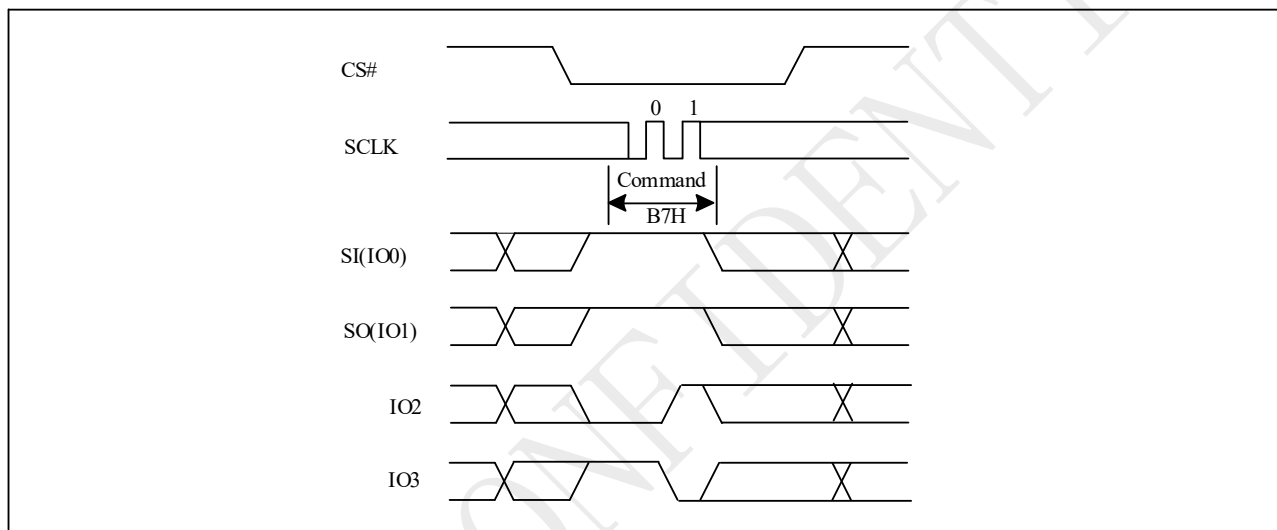 CS#
0 1
SCLK
Command
B7H
SI(IO0)
SO(IO1)
IO2
IO3